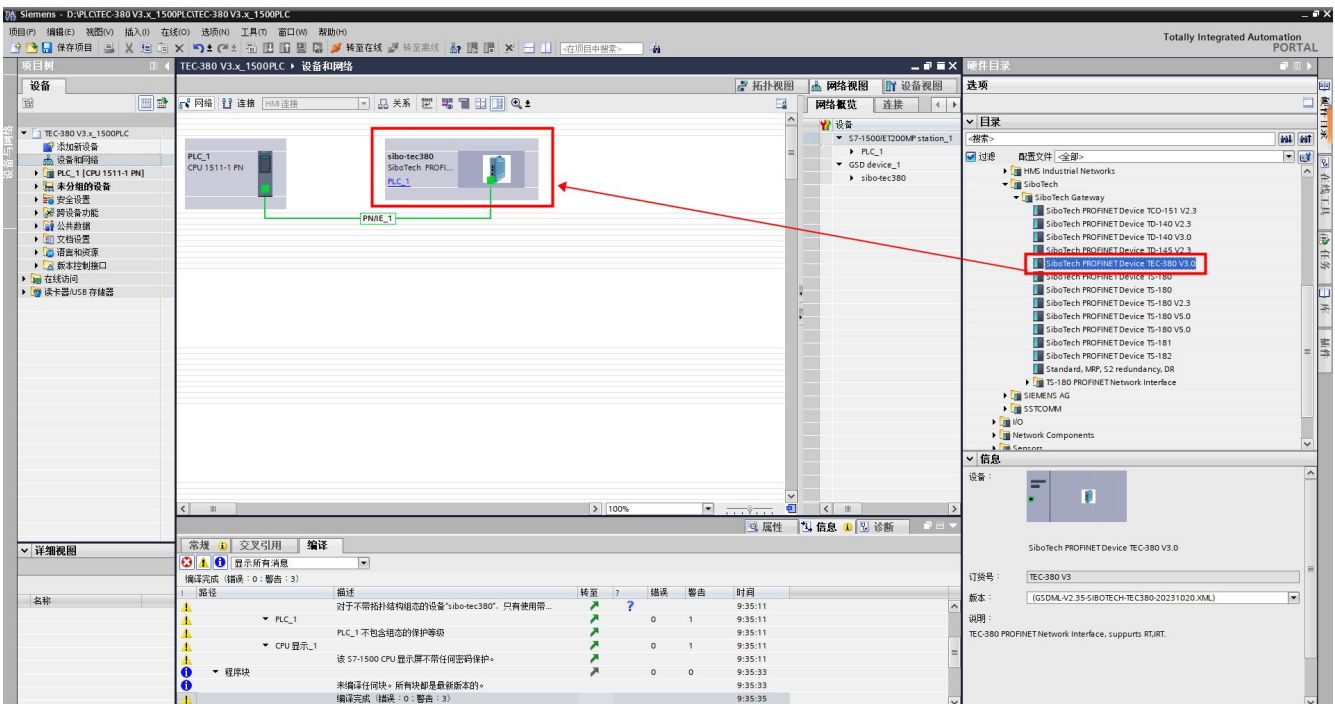 Siemens - D:\PLC\TEC-380 V3.x_1500PLC\TEC-380 V3.x_1500PLC
项目(P) 编辑(E) 视图(V) 插入(I) 在线(O) 选项(N) 工具(T) 窗口(W) 帮助(H)
Totally Integrated Automation
PORTAL
保存项目 转至在线 转至离线 <在项目中搜索>
项目树
设备
TEC-380 V3.x_1500PLC
添加新设备
设备和网络
PLC_1 [CPU 1511-1 PN]
未分组的设备
安全设置
跨设备功能
公共数据
文档设置
语言和资源
版本控制接口
在线访问
读卡器/USB 存储器
详细视图
名称
TEC-380 V3.x_1500PLC ▸ 设备和网络
拓扑视图 网络视图 设备视图
网络 连接 HMI 连接 关系
PLC_1
CPU 1511-1 PN
sibo-tec380
SiboTech PROFI...
PLC_1
PN/IE_1
100%
网络概览 连接
设备
S7-1500/ET200MP station_1
PLC_1
GSD device_1
sibo-tec380
属性 信息 诊断
常规 交叉引用 编译
显示所有消息
编译完成（错误：0；警告：3）
! 路径 描述 转至 ? 错误 警告 时间
对于不带拓扑结构组态的设备“sibo-tec380”，只有使用带... ? 9:35:11
PLC_1 0 1 9:35:11
PLC_1 不包含组态的保护等级 9:35:11
CPU 显示_1 0 1 9:35:11
该 S7-1500 CPU 显示屏不带任何密码保护。 9:35:11
程序块 0 0 9:35:33
未编译任何块。所有块都是最新版本的。 9:35:33
编译完成（错误：0；警告：3） 9:35:35
硬件目录
选项
目录
<搜索>
过滤 配置文件 <全部>
HMS Industrial Networks
SiboTech
SiboTech Gateway
SiboTech PROFINET Device TCO-151 V2.3
SiboTech PROFINET Device TD-140 V2.3
SiboTech PROFINET Device TD-140 V3.0
SiboTech PROFINET Device TD-145 V2.3
SiboTech PROFINET Device TEC-380 V3.0
SiboTech PROFINET Device TS-180
SiboTech PROFINET Device TS-180
SiboTech PROFINET Device TS-180 V2.3
SiboTech PROFINET Device TS-180 V5.0
SiboTech PROFINET Device TS-180 V5.0
SiboTech PROFINET Device TS-181
SiboTech PROFINET Device TS-182
Standard, MRP, S2 redundancy, DR
TS-180 PROFINET Network Interface
SIEMENS AG
SSTCOMM
I/O
Network Components
Sensors
信息
设备：
SiboTech PROFINET Device TEC-380 V3.0
订货号： TEC-380 V3
版本： (GSDML-V2.35-SIBOTECH-TEC380-20231020.XML)
说明：
TEC-380 PROFINET Network Interface, suppurts RT,IRT.
硬件目录
在线工具
任务
库
插件